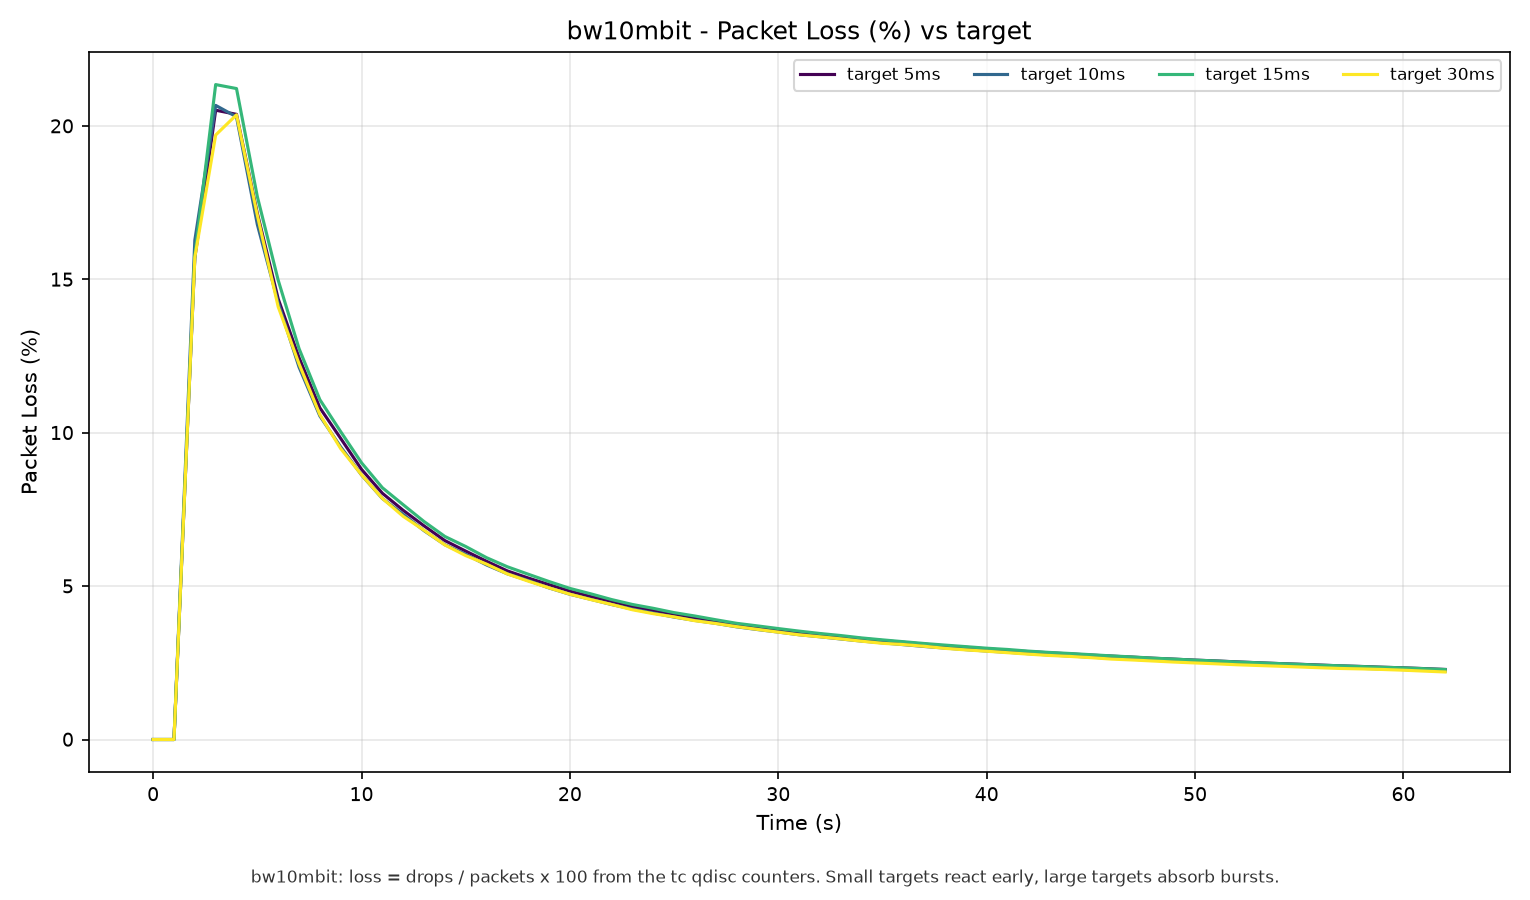 bw10mbit - Packet Loss (%) vs target
target 5ms target 10ms target 15ms target 30ms
Packet Loss (%)
20
15
10
5
0
0 10 20 30 40 50 60
Time (s)
bw10mbit: loss = drops / packets x 100 from the tc qdisc counters. Small targets react early, large targets absorb bursts.